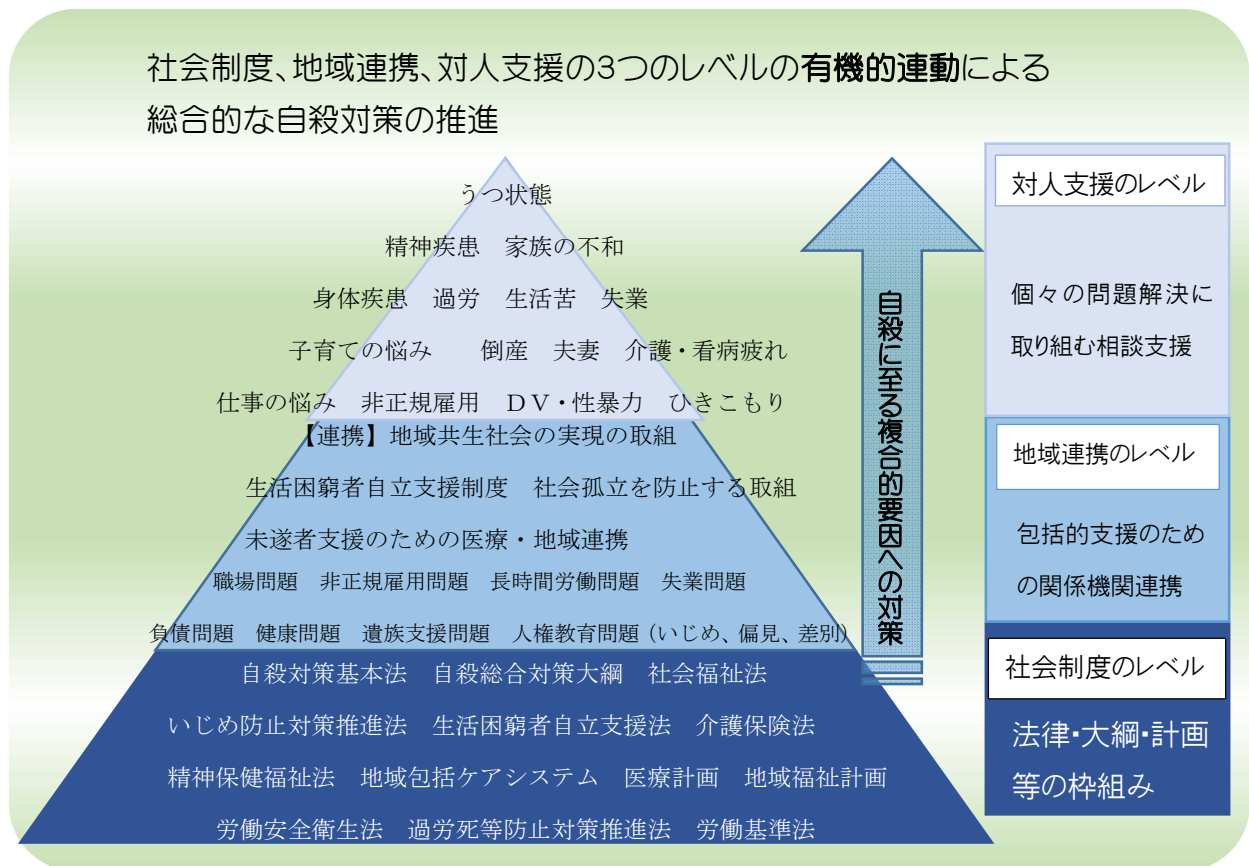 社会制度、地域連携、対人支援の3つのレベルの有機的連動による
総合的な自殺対策の推進
うつ状態
精神疾患　家族の不和
身体疾患　過労　生活苦　失業
子育ての悩み　　倒産　夫妻　介護・看病疲れ
仕事の悩み　非正規雇用　ＤＶ・性暴力　ひきこもり
【連携】地域共生社会の実現の取組
生活困窮者自立支援制度　社会孤立を防止する取組
未遂者支援のための医療・地域連携
職場問題　非正規雇用問題　長時間労働問題　失業問題
負債問題　健康問題　遺族支援問題　人権教育問題（いじめ、偏見、差別）
自殺対策基本法　自殺総合対策大綱　社会福祉法
いじめ防止対策推進法　生活困窮者自立支援法　介護保険法
精神保健福祉法　地域包括ケアシステム　医療計画　地域福祉計画
労働安全衛生法　過労死等防止対策推進法　労働基準法
自殺に至る複合的要因への対策
対人支援のレベル
個々の問題解決に
取り組む相談支援
地域連携のレベル
包括的支援のため
の関係機関連携
社会制度のレベル
法律・大綱・計画
等の枠組み